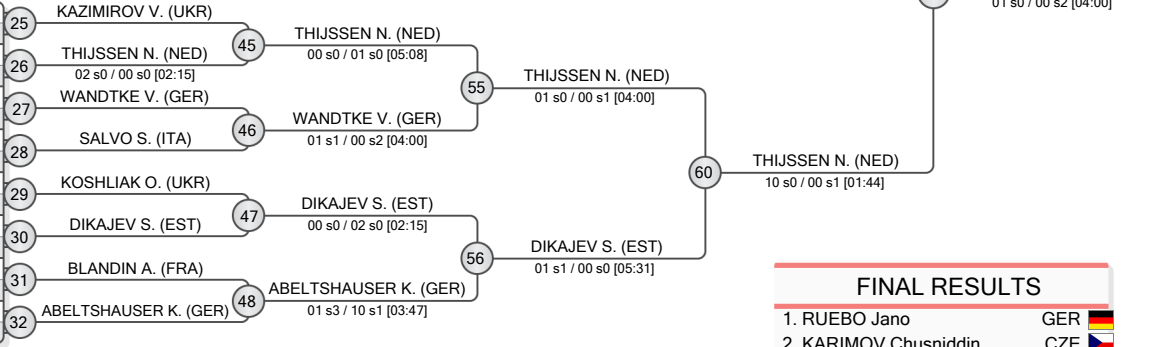 01 s0 / 00 s2 [04:00]
25
KAZIMIROV V. (UKR)
45
THIJSSEN N. (NED)
00 s0 / 01 s0 [05:08]
26
THIJSSEN N. (NED)
02 s0 / 00 s0 [02:15]
55
THIJSSEN N. (NED)
01 s0 / 00 s1 [04:00]
27
WANDTKE V. (GER)
46
WANDTKE V. (GER)
01 s1 / 00 s2 [04:00]
28
SALVO S. (ITA)
60
THIJSSEN N. (NED)
10 s0 / 00 s1 [01:44]
29
KOSHLIAK O. (UKR)
47
DIKAJEV S. (EST)
00 s0 / 02 s0 [02:15]
30
DIKAJEV S. (EST)
56
DIKAJEV S. (EST)
01 s1 / 00 s0 [05:31]
31
BLANDIN A. (FRA)
48
ABELTSHAUSER K. (GER)
01 s3 / 10 s1 [03:47]
32
ABELTSHAUSER K. (GER)
FINAL RESULTS
1. RUEBO Jano GER
2. KARIMOV Chusniddin CZE